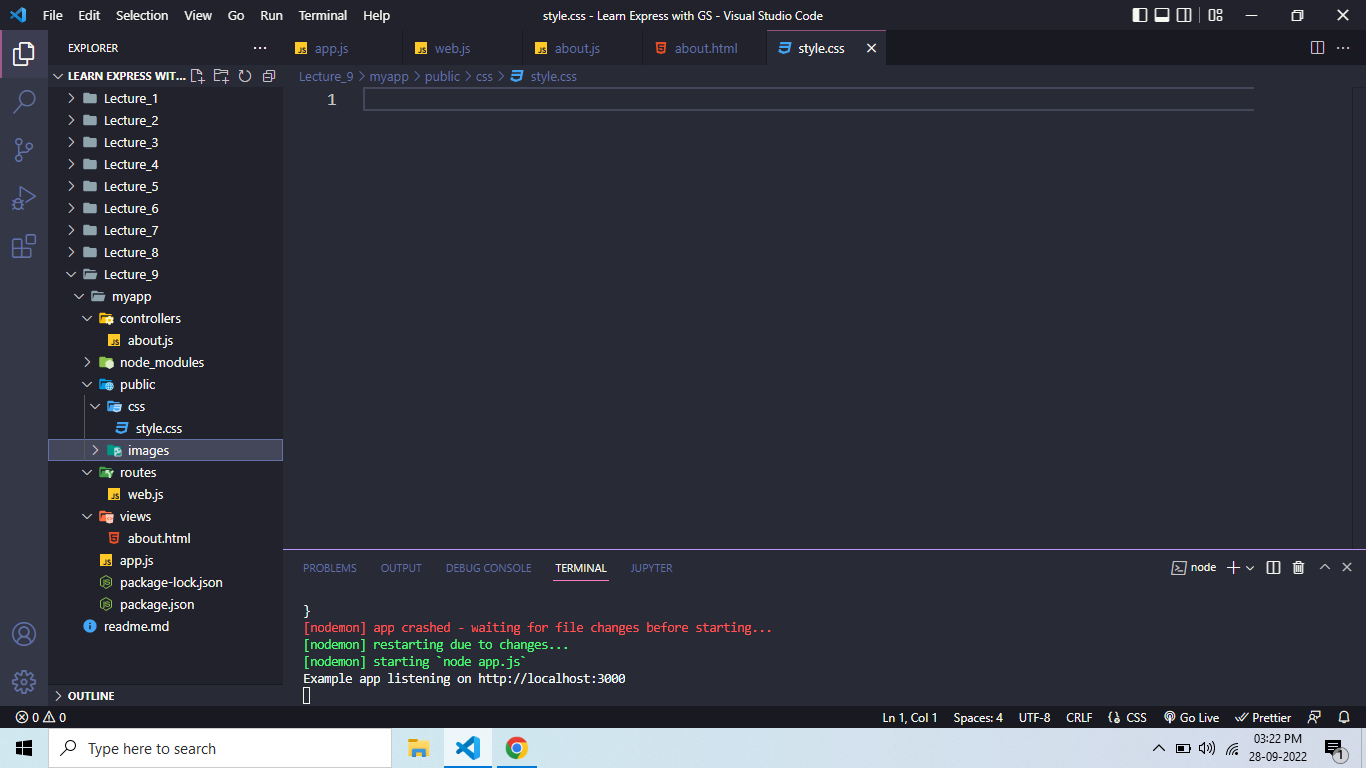 File Edit Selection View Go Run Terminal Help
style.css - Learn Express with GS - Visual Studio Code
EXPLORER
app.js
web.js
about.js
about.html
style.css
LEARN EXPRESS WIT...
Lecture_9 > myapp > public > css > style.css
1
Lecture_1
Lecture_2
Lecture_3
Lecture_4
Lecture_5
Lecture_6
Lecture_7
Lecture_8
Lecture_9
myapp
controllers
about.js
node_modules
public
css
style.css
images
routes
web.js
views
about.html
app.js
package-lock.json
package.json
readme.md
OUTLINE
PROBLEMS OUTPUT DEBUG CONSOLE TERMINAL JUPYTER
node
}
[nodemon] app crashed - waiting for file changes before starting...
[nodemon] restarting due to changes...
[nodemon] starting `node app.js`
Example app listening on http://localhost:3000
0 0
Ln 1, Col 1 Spaces: 4 UTF-8 CRLF CSS Go Live Prettier
Type here to search
03:22 PM
28-09-2022
1